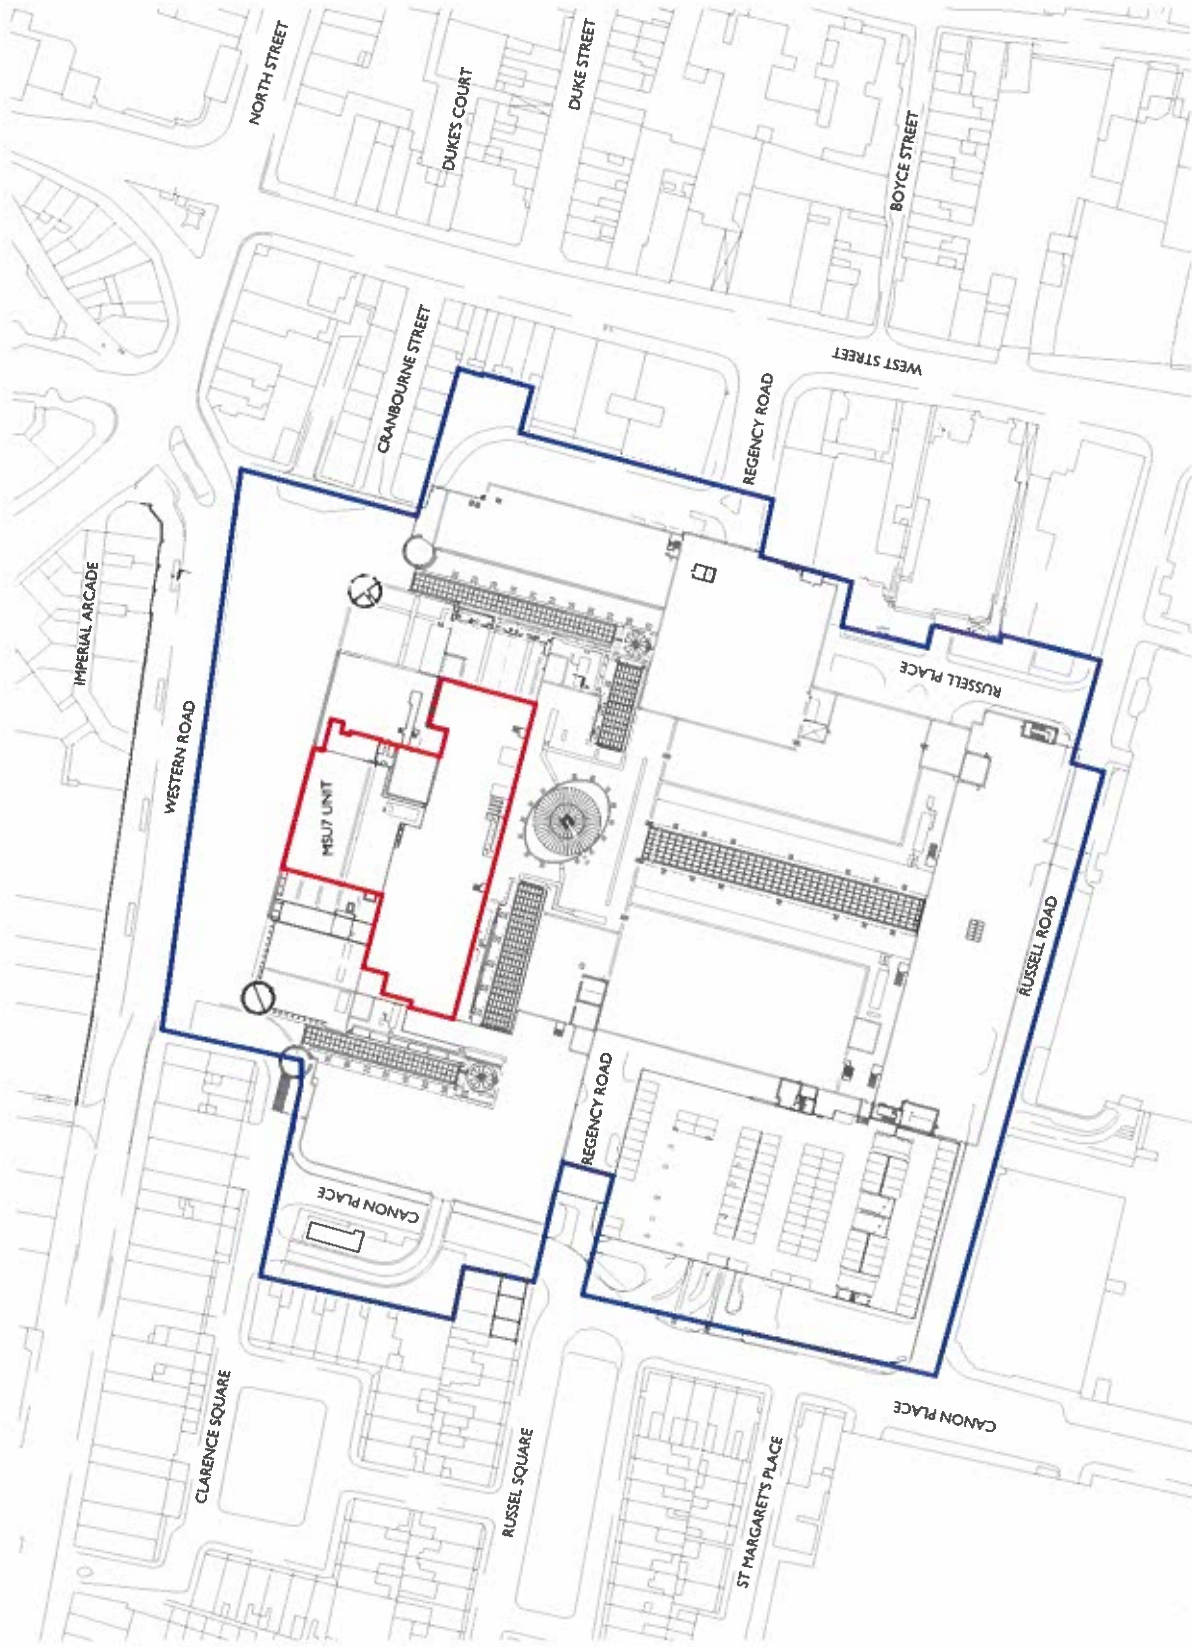 NORTH STREET
DUKE'S COURT
DUKE STREET
BOYCE STREET
CRANBOURNE STREET
WEST STREET
REGENCY ROAD
IMPERIAL ARCADE
WESTERN ROAD
RUSSELL PLACE
MSU7 UNIT
RUSSELL ROAD
REGENCY ROAD
CANON PLACE
CLARENCE SQUARE
RUSSEL SQUARE
ST MARGARET'S PLACE
CANON PLACE